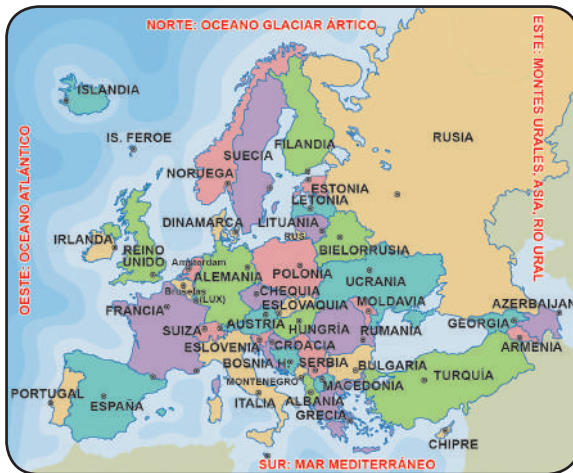 NORTE: OCEANO GLACIAR ÁRTICO
ESTE: MONTES URALES, ASIA, RIO URAL
OESTE: OCEANO ATLÁNTICO
ISLANDIA
IS. FEROE
RUSIA
SUECIA
FILANDIA
NORUEGA
ESTONIA
LETONIA
DINAMARCA
LITUANIA
RUS.
IRLANDA
REINO
UNIDO
BIELORRUSIA
Amsterdam
ALEMANIA
POLONIA
UCRANIA
Bruselas
(LUX)
CHEQUIA
ESLOVAQUIA
MOLDAVIA
AZERBAIJAN
FRANCIA
AUSTRIA
HUNGRÍA
GEORGIA
SUIZA
CROACIA
RUMANÍA
ARMENIA
ESLOVENIA
BOSNIA H
SERBIA
BULGARIA
MONTENEGRO
MACEDONIA
TURQUÍA
PORTUGAL
ESPAÑA
ITALIA
ALBANIA
GRECIA
CHIPRE
SUR: MAR MEDITERRÁNEO